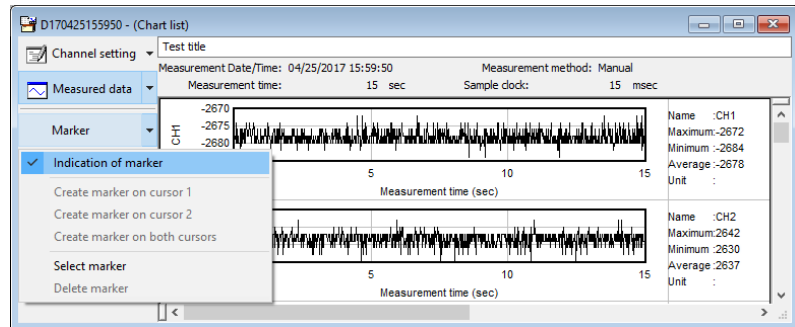 D170425155950 - (Chart list)
Channel setting
Test title
Measurement Date/Time: 04/25/2017 15:59:50 Measurement method: Manual
Measured data
Measurement time: 15 sec Sample clock: 15 msec
Marker
-2670
-2675
-2680
CH1
Name :CH1
Maximum:-2672
Minimum :-2684
Average :-2678
Unit :
5 10 15
Measurement time (sec)
Indication of marker
Create marker on cursor 1
Create marker on cursor 2
Create marker on both cursors
Select marker
Delete marker
Name :CH2
Maximum:2642
Minimum :2630
Average :2637
Unit :
5 10 15
Measurement time (sec)